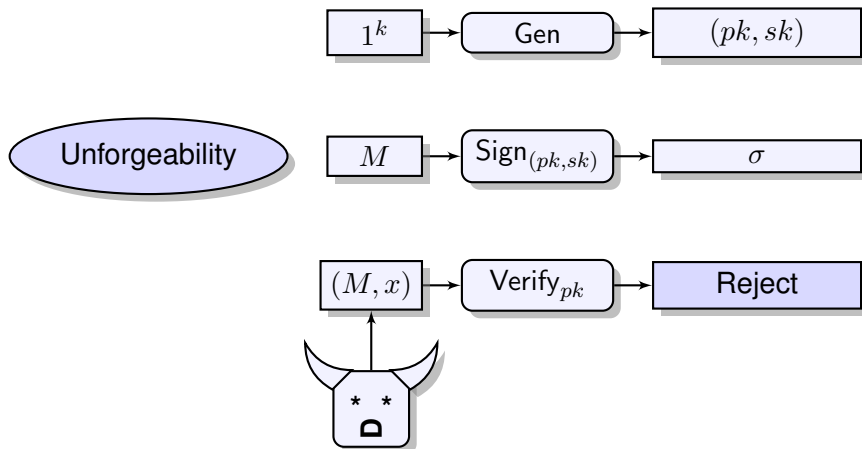 1^k Gen (pk, sk)
Unforgeability
M Sign_(pk,sk) σ
(M, x) Verify_pk Reject
* *
D